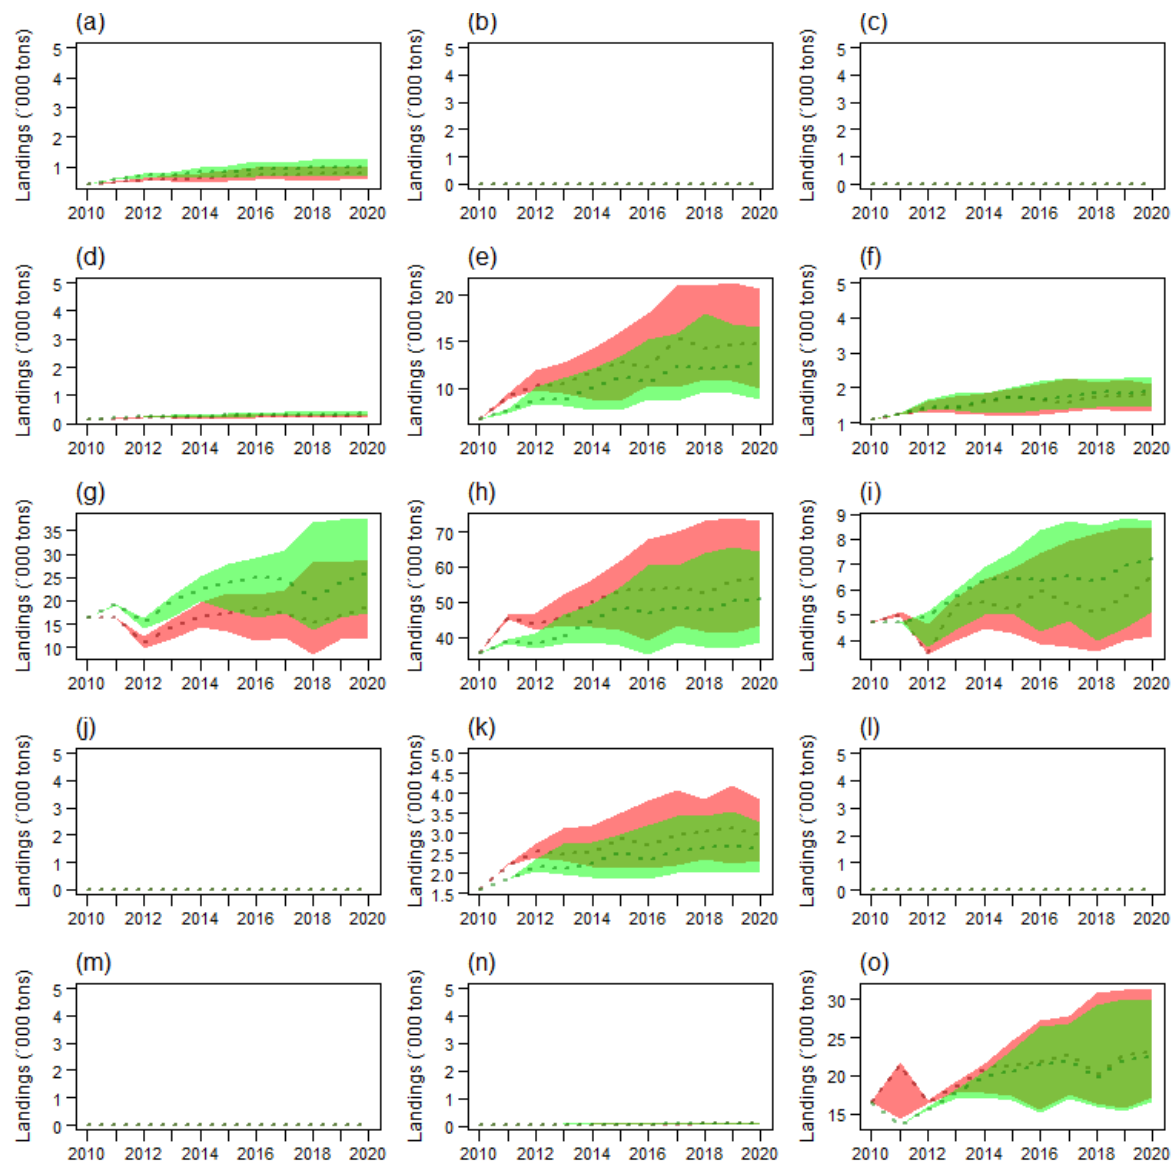 (a) (b) (c)
Landings (´000 tons) 5 4 3 2 1 Landings (´000 tons) 5 4 3 2 1 0 Landings (´000 tons) 5 4 3 2 1 0
2010 2012 2014 2016 2018 2020 2010 2012 2014 2016 2018 2020 2010 2012 2014 2016 2018 2020
(d) (e) (f)
Landings (´000 tons) 5 4 3 2 1 0 Landings (´000 tons) 20 15 10 Landings (´000 tons) 5 4 3 2 1
2010 2012 2014 2016 2018 2020 2010 2012 2014 2016 2018 2020 2010 2012 2014 2016 2018 2020
(g) (h) (i)
Landings (´000 tons) 35 30 25 20 15 10 Landings (´000 tons) 70 60 50 40 Landings (´000 tons) 9 8 7 6 5 4
2010 2012 2014 2016 2018 2020 2010 2012 2014 2016 2018 2020 2010 2012 2014 2016 2018 2020
(j) (k) (l)
Landings (´000 tons) 5 4 3 2 1 0 Landings (´000 tons) 5.0 4.5 4.0 3.5 3.0 2.5 2.0 1.5 Landings (´000 tons) 5 4 3 2 1 0
2010 2012 2014 2016 2018 2020 2010 2012 2014 2016 2018 2020 2010 2012 2014 2016 2018 2020
(m) (n) (o)
Landings (´000 tons) 5 4 3 2 1 0 Landings (´000 tons) 5 4 3 2 1 0 Landings (´000 tons) 30 25 20 15
2010 2012 2014 2016 2018 2020 2010 2012 2014 2016 2018 2020 2010 2012 2014 2016 2018 2020